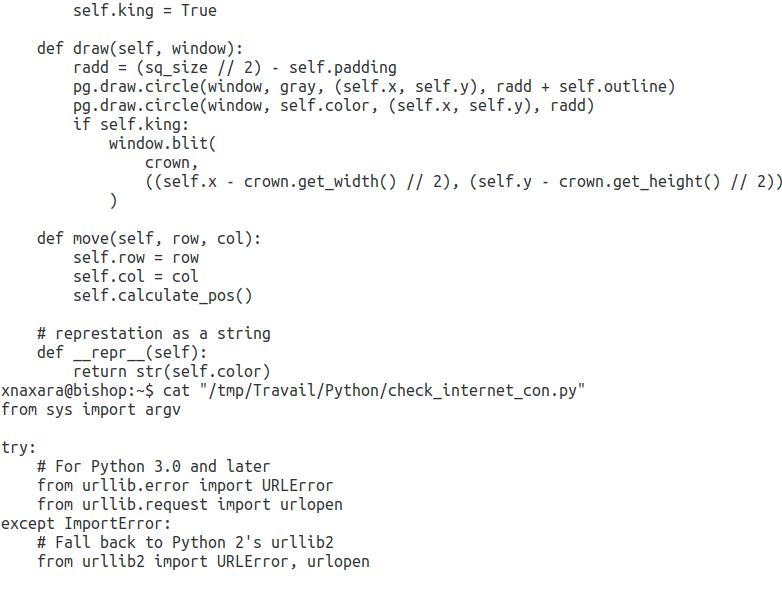 self.king = True

    def draw(self, window):
        radd = (sq_size // 2) - self.padding
        pg.draw.circle(window, gray, (self.x, self.y), radd + self.outline)
        pg.draw.circle(window, self.color, (self.x, self.y), radd)
        if self.king:
            window.blit(
                crown,
                ((self.x - crown.get_width() // 2), (self.y - crown.get_height() // 2))
            )

    def move(self, row, col):
        self.row = row
        self.col = col
        self.calculate_pos()

    # represtation as a string
    def __repr__(self):
        return str(self.color)
xnaxara@bishop:~$ cat "/tmp/Travail/Python/check_internet_con.py"
from sys import argv

try:
    # For Python 3.0 and later
    from urllib.error import URLError
    from urllib.request import urlopen
except ImportError:
    # Fall back to Python 2's urllib2
    from urllib2 import URLError, urlopen